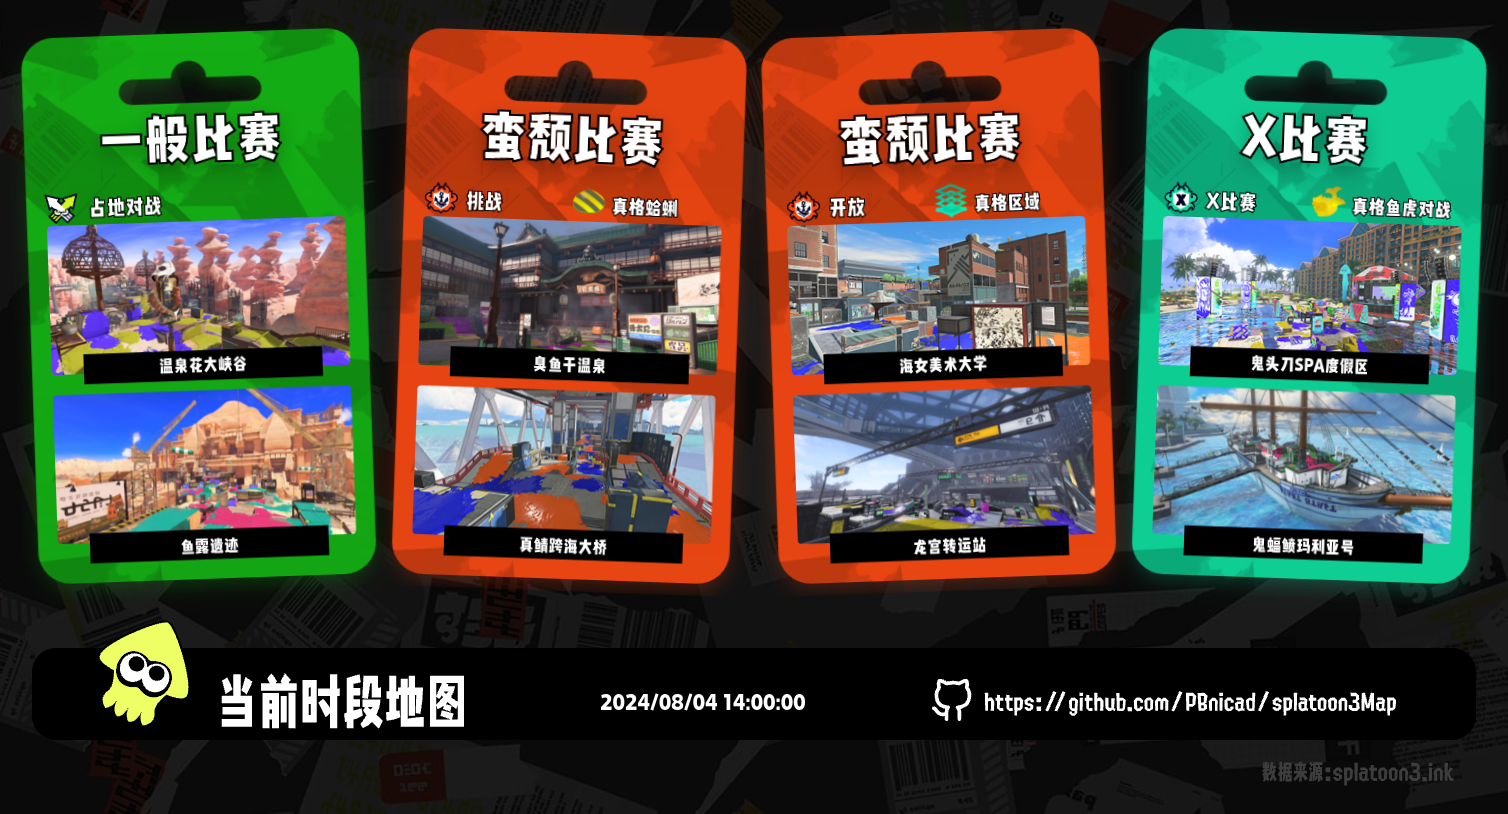 一般比赛
占地对战
温泉花大峡谷
鱼露遗迹
蛮颓比赛
挑战
真格蛤蜊
臭鱼干温泉
真鲭跨海大桥
蛮颓比赛
开放
真格区域
海女美术大学
龙宫转运站
X比赛
X比赛
真格鱼虎对战
鬼头刀SPA度假区
鬼蝠鲼玛利亚号
当前时段地图
2024/08/04 14:00:00
https://github.com/PBnicad/splatoon3Map
数据来源:splatoon3.ink